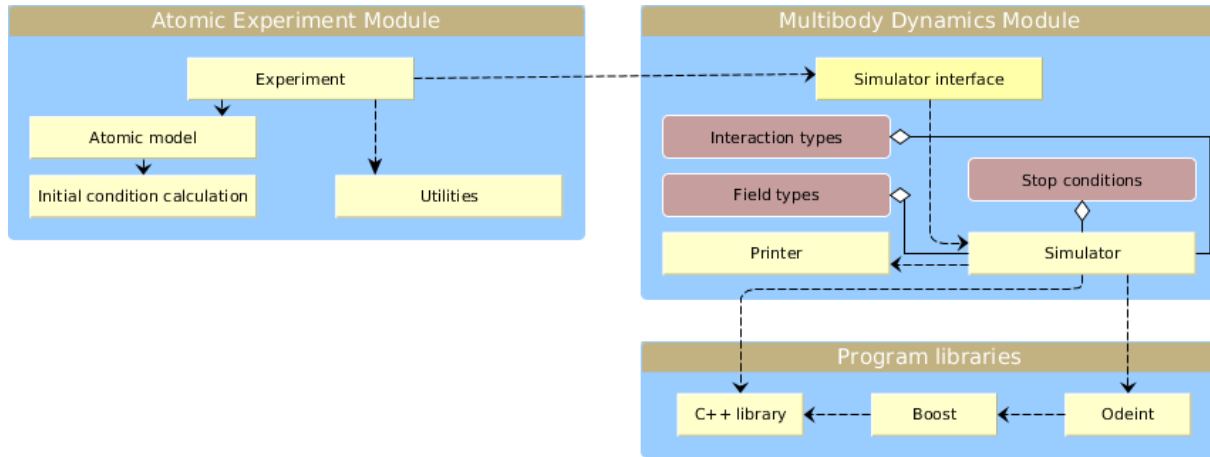 Atomic Experiment Module
Experiment
Atomic model
Initial condition calculation
Utilities
Multibody Dynamics Module
Simulator interface
Interaction types
Field types
Stop conditions
Printer
Simulator
Program libraries
C++ library
Boost
Odeint